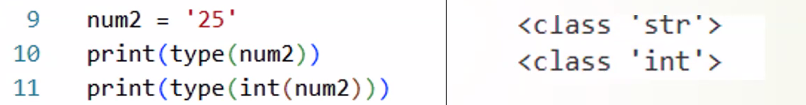 9 num2 = '25'
10 print(type(num2))
11 print(type(int(num2)))
<class 'str'>
<class 'int'>